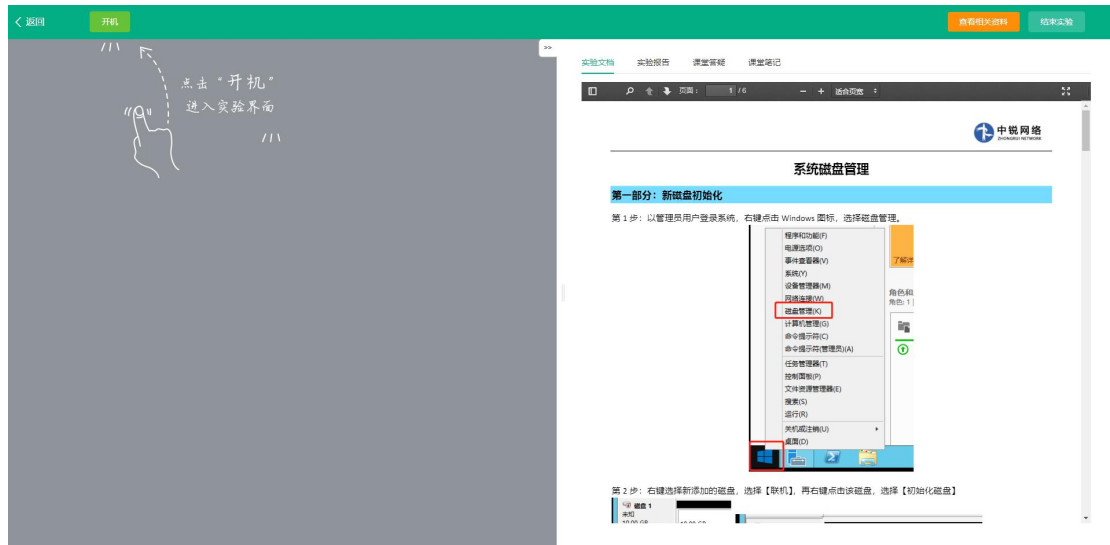 返回
开机
查看相关资料
结束实验
点击“开机”
进入实验界面
>>
实验文档 实验报告 课堂答疑 课堂笔记
页面： 1 /6
适合页宽
中锐网络
ZHONGRUI NETWORK
系统磁盘管理
第一部分：新磁盘初始化
第 1 步：以管理员用户登录系统，右键点击 Windows 图标，选择磁盘管理。
程序和功能(F)
电源选项(O)
事件查看器(V)
系统(Y)
设备管理器(M)
网络连接(W)
磁盘管理(K)
计算机管理(G)
命令提示符(C)
命令提示符(管理员)(A)
任务管理器(T)
控制面板(P)
文件资源管理器(E)
搜索(S)
运行(R)
关机或注销(U)
桌面(D)
了解详
角色和
角色: 1
第 2 步：右键选择新添加的磁盘，选择【联机】，再右键点击该磁盘，选择【初始化磁盘】
磁盘 1
未知
10.00 GB
10.00 GB